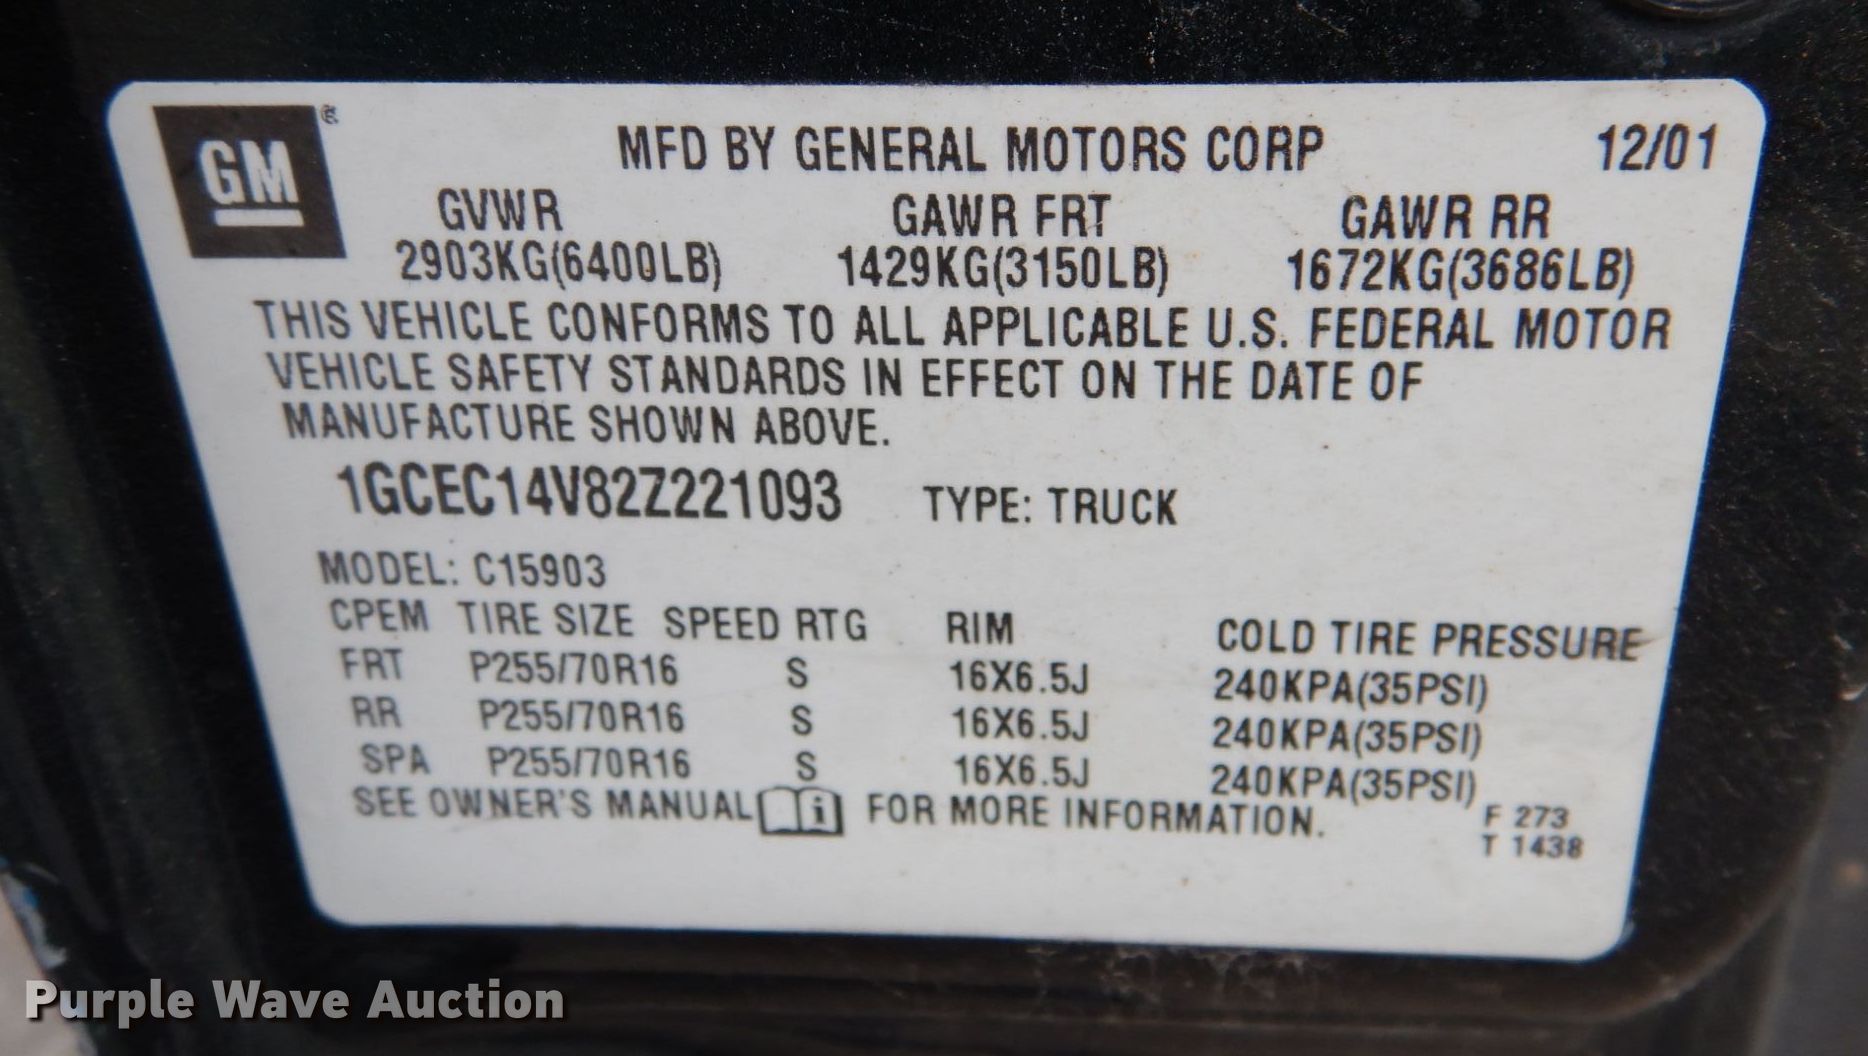 GM
MFD BY GENERAL MOTORS CORP 12/01
GVWR GAWR FRT GAWR RR
2903KG(6400LB) 1429KG(3150LB) 1672KG(3686LB)
THIS VEHICLE CONFORMS TO ALL APPLICABLE U.S. FEDERAL MOTOR
VEHICLE SAFETY STANDARDS IN EFFECT ON THE DATE OF
MANUFACTURE SHOWN ABOVE.
1GCEC14V82Z221093 TYPE: TRUCK
MODEL: C15903
CPEM TIRE SIZE SPEED RTG RIM COLD TIRE PRESSURE
FRT P255/70R16 S 16X6.5J 240KPA(35PSI)
RR P255/70R16 S 16X6.5J 240KPA(35PSI)
SPA P255/70R16 S 16X6.5J 240KPA(35PSI)
SEE OWNER'S MANUAL i FOR MORE INFORMATION.
F 273
T 1438
Purple Wave Auction